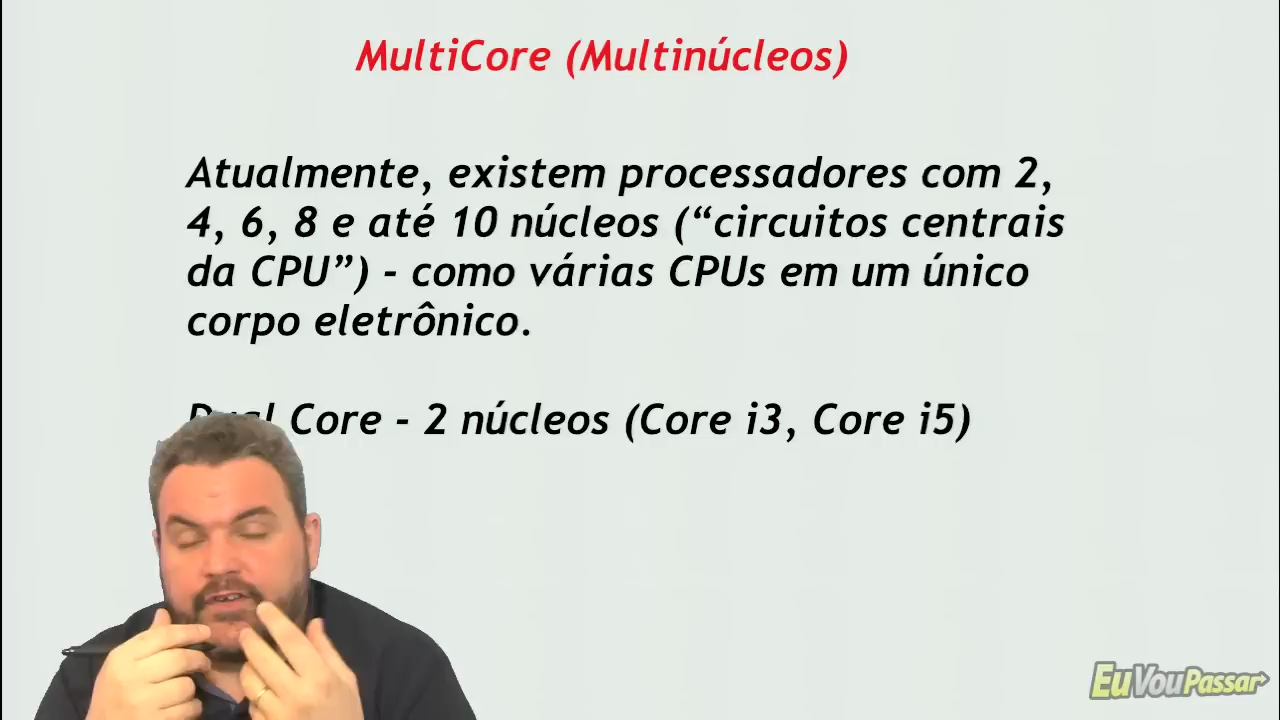 MultiCore (Multinúcleos)
Atualmente, existem processadores com 2,
4, 6, 8 e até 10 núcleos (“circuitos centrais
da CPU”) - como várias CPUs em um único
corpo eletrônico.
Dual Core - 2 núcleos (Core i3, Core i5)
EuVouPassar